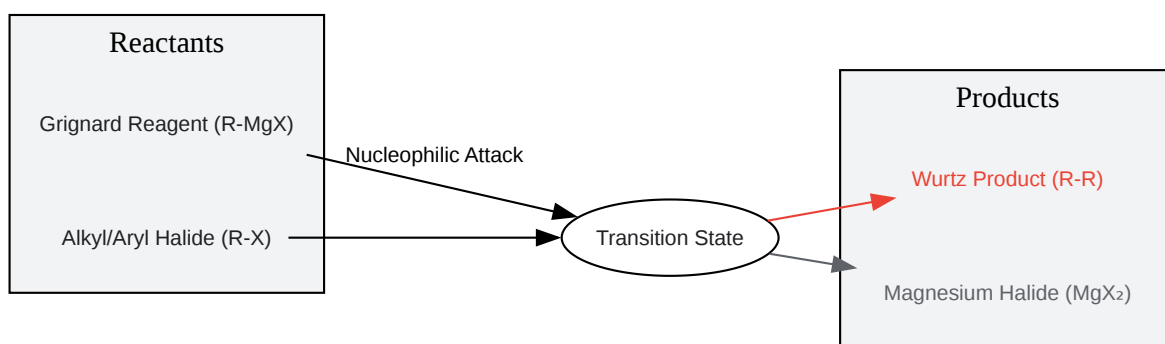 Reactants
Grignard Reagent (R-MgX)
Nucleophilic Attack
Alkyl/Aryl Halide (R-X)
Transition State
Products
Wurtz Product (R-R)
Magnesium Halide (MgX₂)